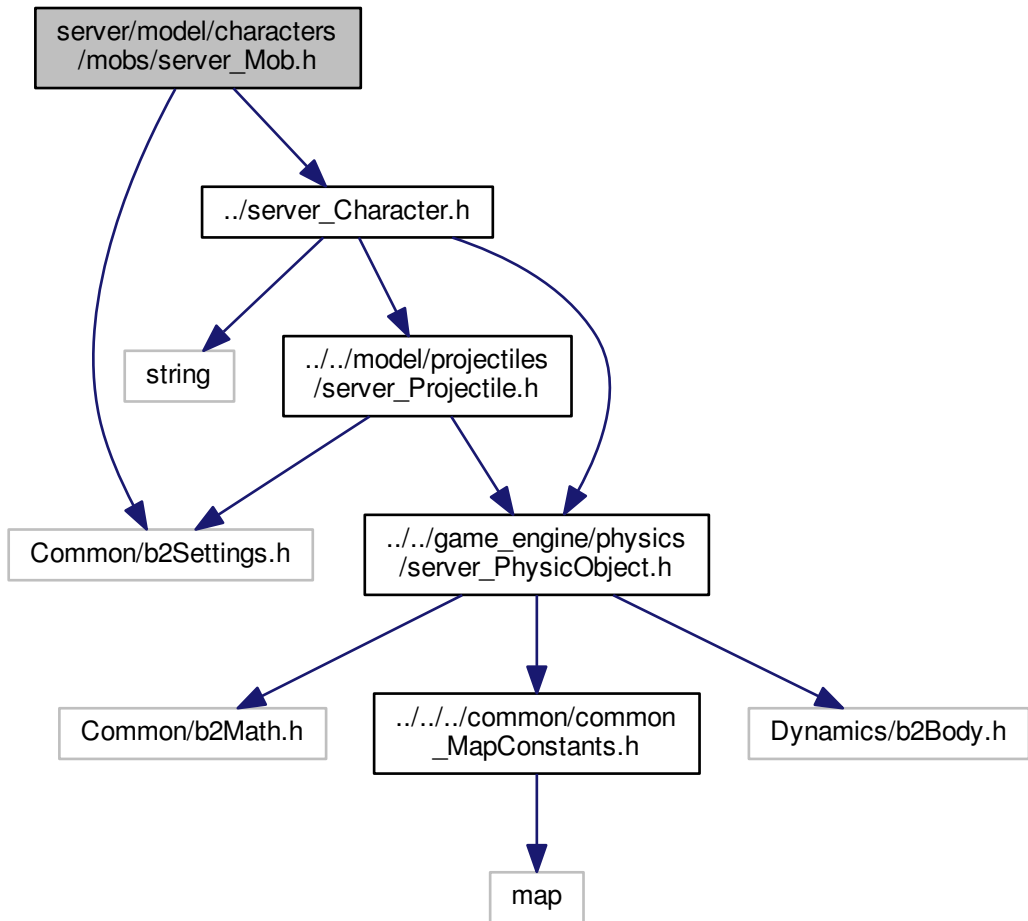 server/model/characters
/mobs/server_Mob.h
../server_Character.h
string
../../model/projectiles
/server_Projectile.h
Common/b2Settings.h
../../game_engine/physics
/server_PhysicObject.h
Common/b2Math.h
../../../common/common
_MapConstants.h
Dynamics/b2Body.h
map